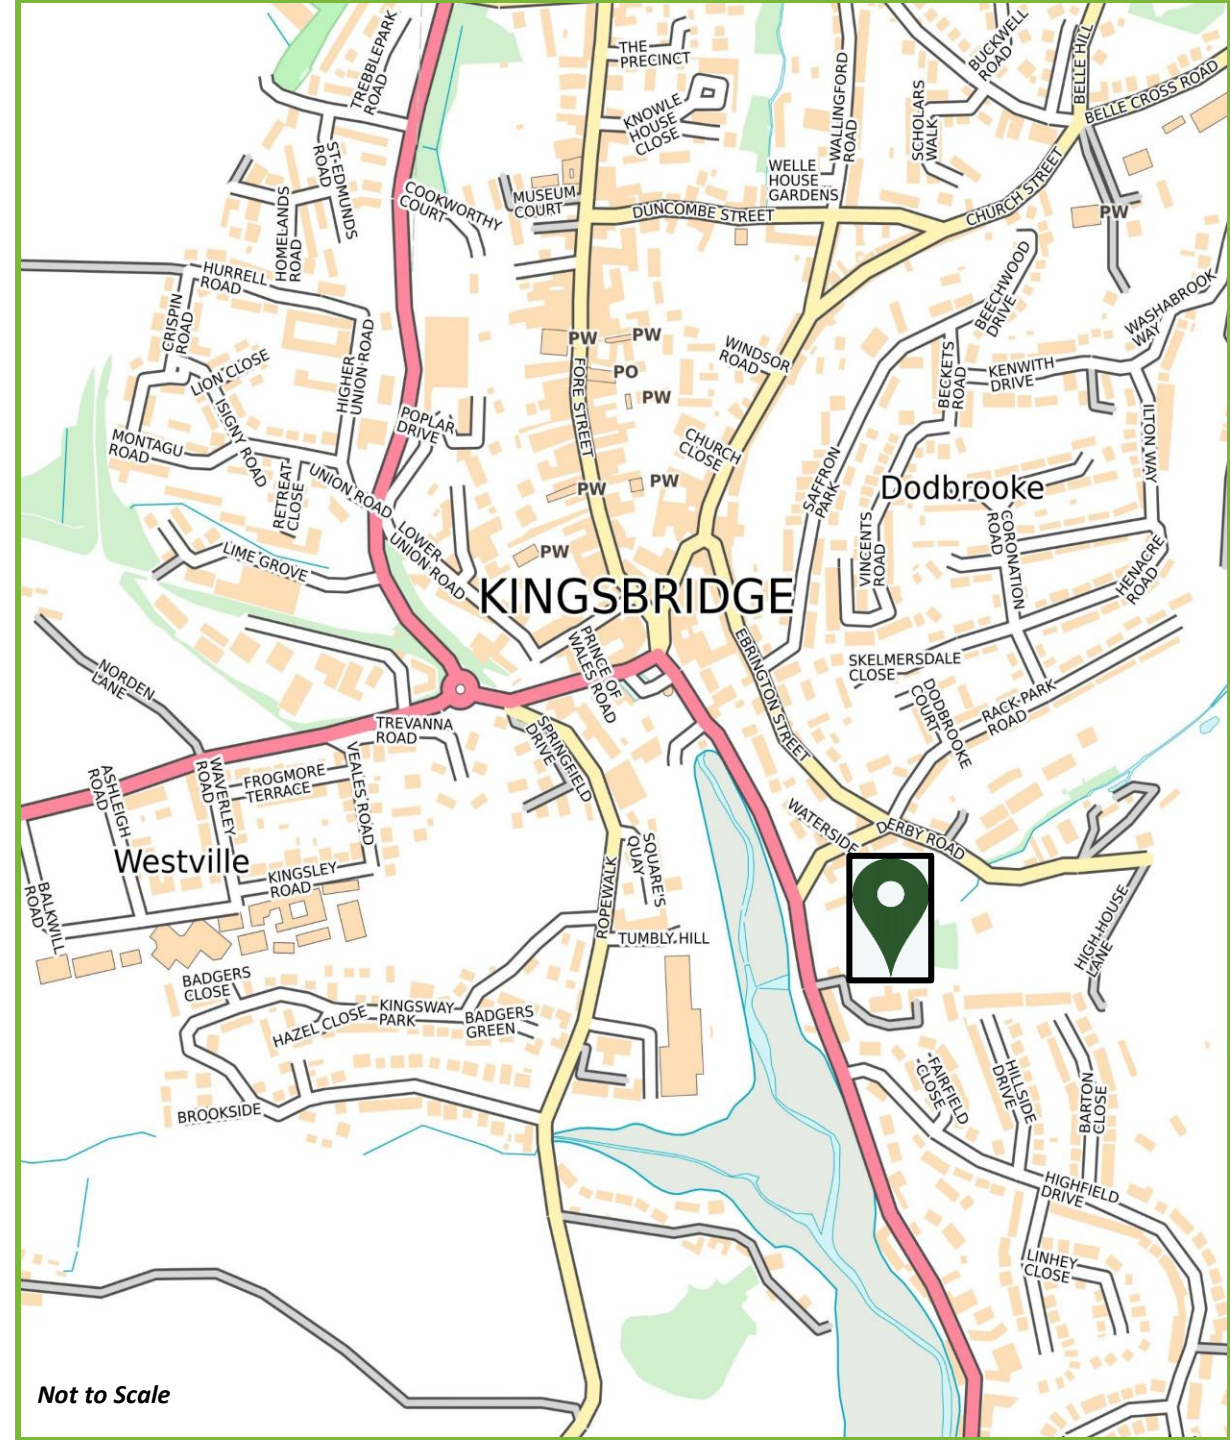 TREBBLEPARK
ROAD
THE
PRECINCT
KNOWLE
HOUSE
CLOSE
WALLINGFORD
ROAD
SCHOLARS
WALK
BUCKWELL
ROAD
BELLE HILL
BELLE CROSS ROAD
ST-EDMUNDS
ROAD
HOMELANDS
ROAD
COOKWORTHY
COURT
MUSEUM
COURT
WELLE
HOUSE
GARDENS
DUNCOMBE STREET
CHURCH STREET
PW
HURRELL
ROAD
CRISPIN
ROAD
LION CLOSE
HIGHER
UNION ROAD
BEECHWOOD
DRIVE
WASHABROOK
WAY
PW
PW
PO
PW
FORE STREET
WINDSOR
ROAD
BECKETS
ROAD
KENWITH
DRIVE
MONTAGU
ROAD
ISIGNY ROAD
POPLAR
DRIVE
CHURCH
CLOSE
ILTON WAY
RETREAT
CLOSE
UNION ROAD
PW
PW
SAFFRON
PARK
Dodbrooke
LIME GROVE
LOWER
UNION ROAD
PW
VINCENTS
ROAD
CORONATION
ROAD
HENACRE
ROAD
KINGSBRIDGE
PRINCE OF
WALES ROAD
EBRINGTON STREET
SKELMERSDALE
CLOSE
DODBROOKE
COURT
RACK PARK
ROAD
NORDEN
LANE
TREVANNA
ROAD
SPRINGFIELD
DRIVE
ASHLEIGH
ROAD
WAVERLEY
ROAD
FROGMORE
TERRACE
VEALES ROAD
WATERSIDE
DERBY ROAD
Westville
KINGSLEY
ROAD
SQUARE'S
QUAY
ROPEWALK
BALKWILL
ROAD
TUMBLY HILL
HIGH HOUSE
LANE
BADGERS
CLOSE
HAZEL CLOSE
KINGSWAY
PARK
BADGERS
GREEN
BROOKSIDE
FAIRFIELD
CLOSE
HILLSIDE
DRIVE
BARTON
CLOSE
HIGHFIELD
DRIVE
LINHEY
CLOSE
Not to Scale